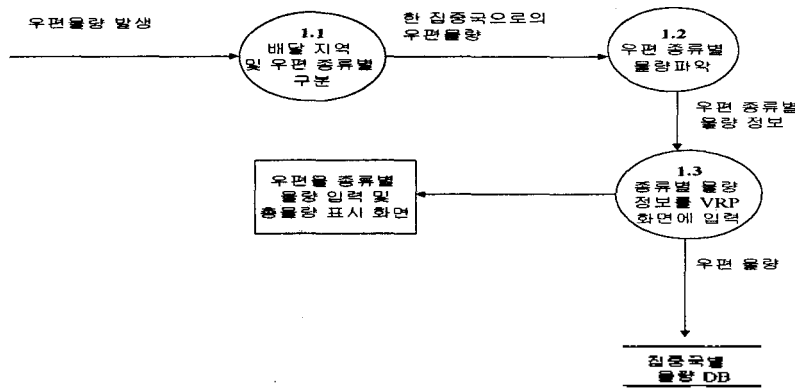 우편물량 발생
1.1
배달 지역
및 우편 종류별
구분
한 집중국으로의
우편물량
1.2
우편 종류별
물량파악
우편 종류별
물량 정보
1.3
종류별 물량
정보를 VRP
화면에 입력
우편물 종류별
물량 입력 및
총물량 표시 화면
우편 물량
집중국별
물량 DB